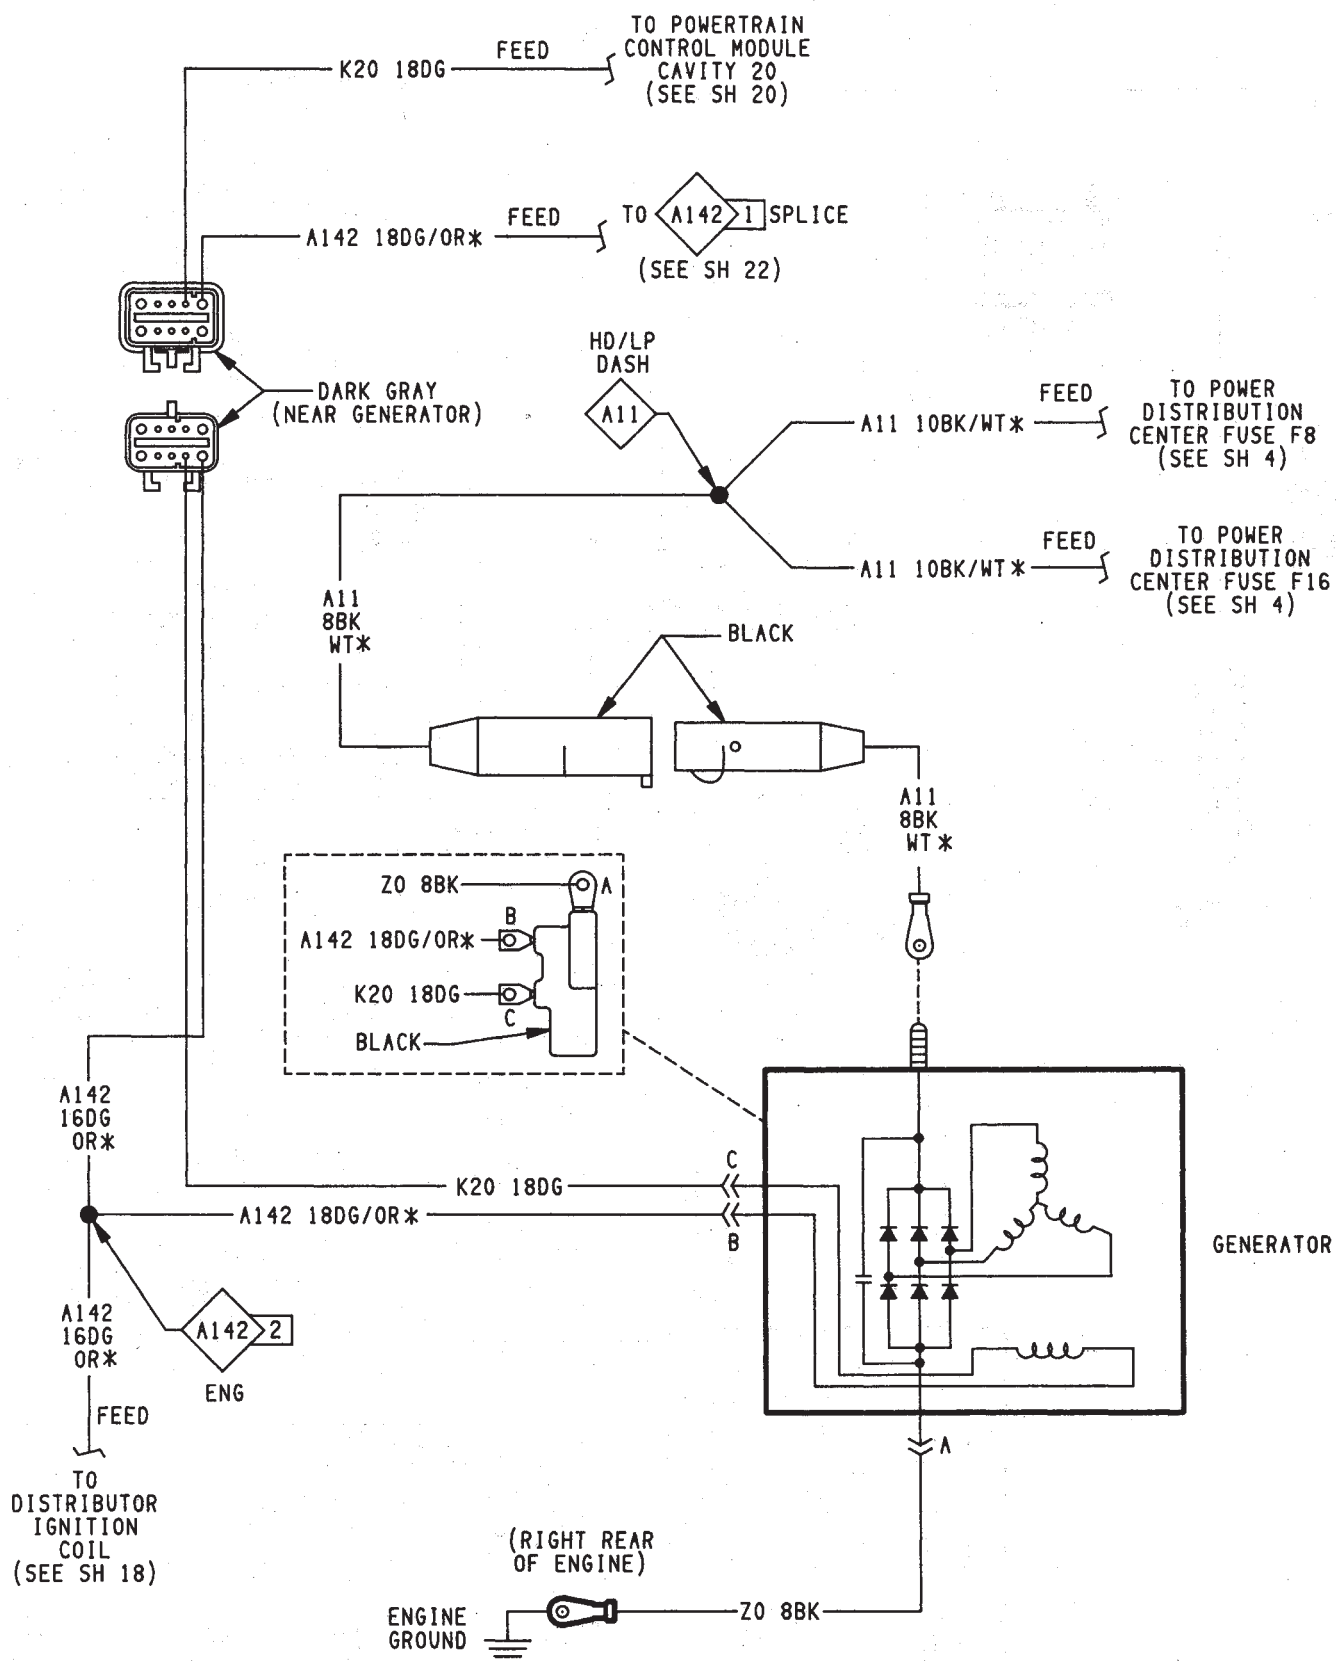 TO POWERTRAIN
CONTROL MODULE
CAVITY 20
(SEE SH 20)
FEED
K20 18DG
A142 18DG/OR*
FEED
TO
A142
1
SPLICE
(SEE SH 22)
DARK GRAY
(NEAR GENERATOR)
HD/LP
DASH
A11
A11 10BK/WT*
FEED
TO POWER
DISTRIBUTION
CENTER FUSE F8
(SEE SH 4)
A11 10BK/WT*
FEED
TO POWER
DISTRIBUTION
CENTER FUSE F16
(SEE SH 4)
A11
8BK
WT*
BLACK
A11
8BK
WT*
Z0 8BK
A
B
A142 18DG/OR*
K20 18DG
C
BLACK
A142
16DG
OR*
K20 18DG
C
A142 18DG/OR*
B
GENERATOR
A142
16DG
OR*
A142
2
ENG
FEED
TO
DISTRIBUTOR
IGNITION
COIL
(SEE SH 18)
A
(RIGHT REAR
OF ENGINE)
Z0 8BK
ENGINE
GROUND